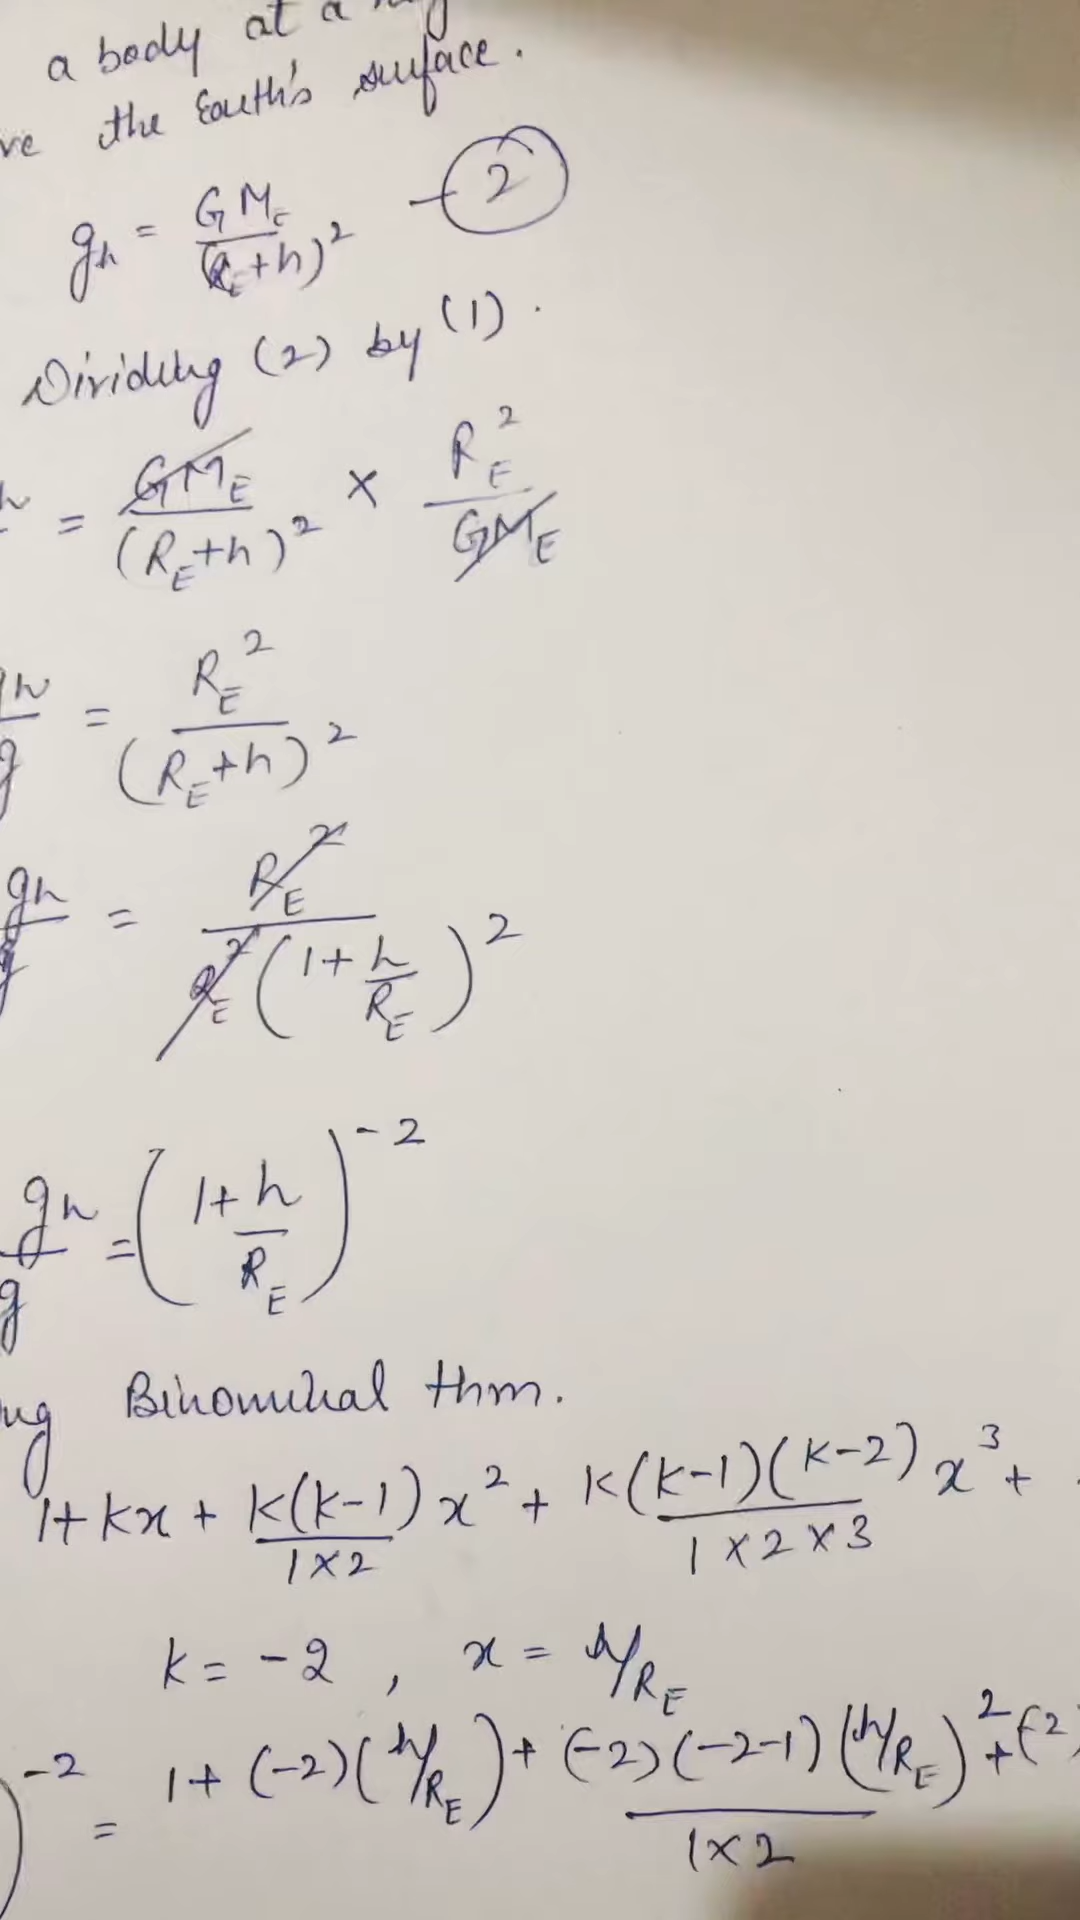 a body at a
the Earth's surface.
gh = GME/(RE+h)² — 2
Dividing (2) by (1).
= GME/(RE+h)² × RE²/GME
gh/g = RE²/(RE+h)²
gh/g = RE²/RE²(1+h/RE)²
gh/g = (1+h/RE)⁻²
Binomial thm.
1+kx + k(k-1)/1×2 x² + k(k-1)(k-2)/1×2×3 x³ +
k = -2 , x = h/RE
)⁻² = 1+ (-2)(h/RE) + (-2)(-2-1)/1×2 (h/RE)² + (-2)